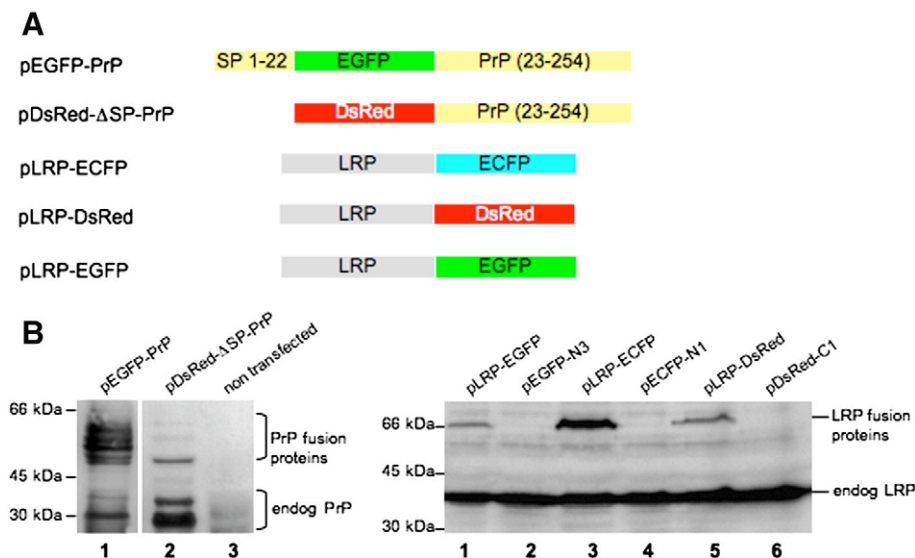 A
pEGFP-PrP SP 1-22 EGFP PrP (23-254)
pDsRed-ΔSP-PrP DsRed PrP (23-254)
pLRP-ECFP LRP ECFP
pLRP-DsRed LRP DsRed
pLRP-EGFP LRP EGFP
B
pEGFP-PrP
pDsRed-ΔSP-PrP
non transfected
66 kDa
45 kDa
30 kDa
PrP fusion
proteins
endog PrP
1 2 3
pLRP-EGFP
pEGFP-N3
pLRP-ECFP
pECFP-N1
pLRP-DsRed
pDsRed-C1
66 kDa
45 kDa
30 kDa
LRP fusion
proteins
endog LRP
1 2 3 4 5 6